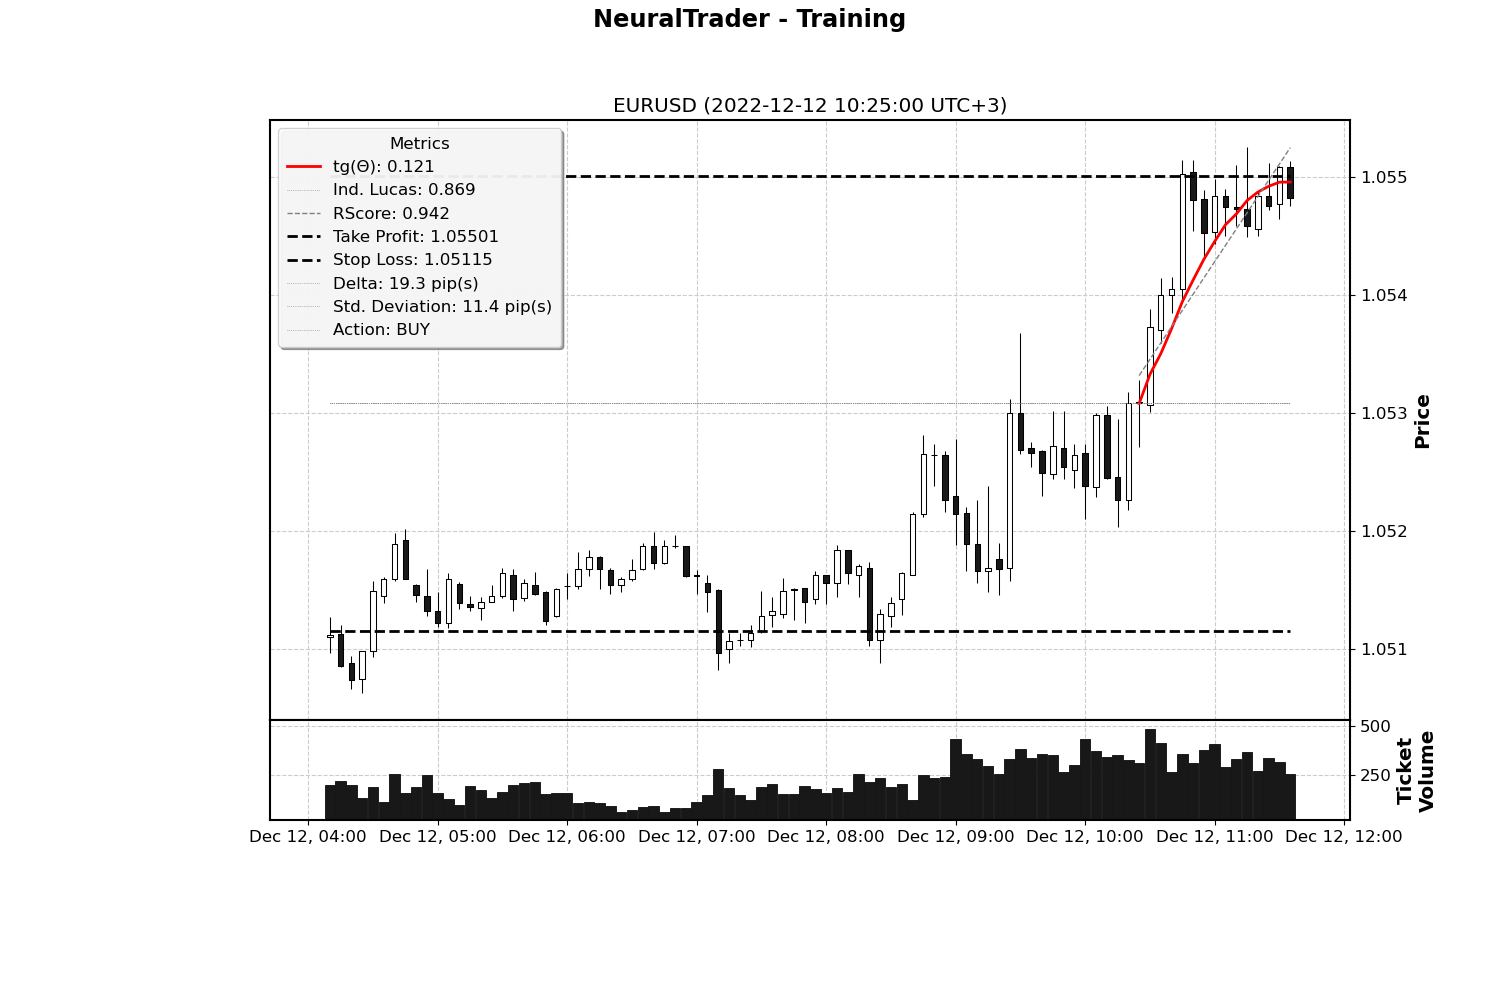 NeuralTrader - Training
EURUSD (2022-12-12 10:25:00 UTC+3)
Metrics
tg(Θ): 0.121
Ind. Lucas: 0.869
RScore: 0.942
Take Profit: 1.05501
Stop Loss: 1.05115
Delta: 19.3 pip(s)
Std. Deviation: 11.4 pip(s)
Action: BUY
1.055
1.054
1.053
1.052
1.051
Price
500
250
Ticket
Volume
Dec 12, 04:00
Dec 12, 05:00
Dec 12, 06:00
Dec 12, 07:00
Dec 12, 08:00
Dec 12, 09:00
Dec 12, 10:00
Dec 12, 11:00
Dec 12, 12:00